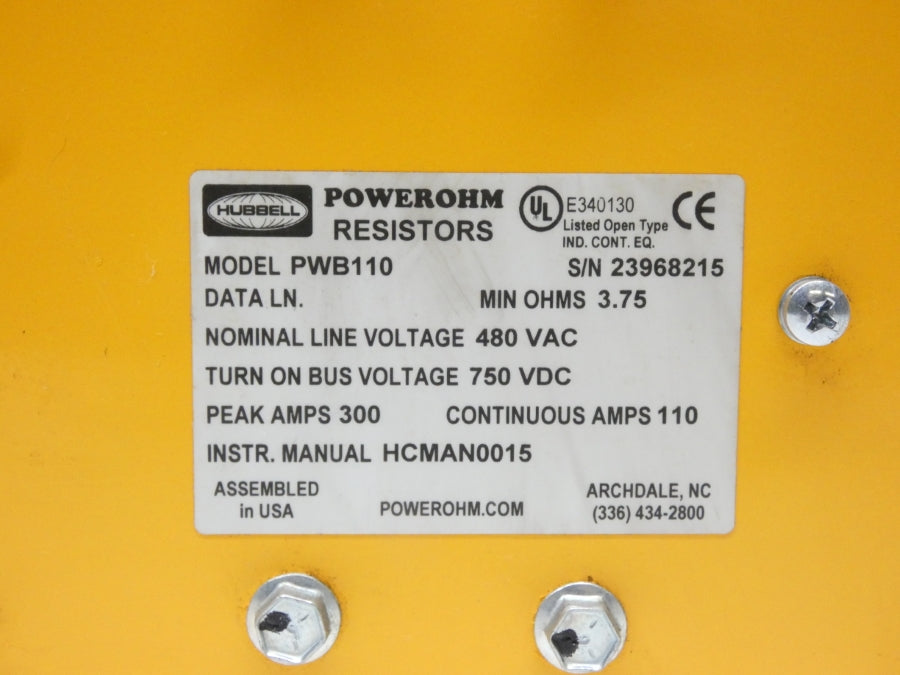 HUBBELL
POWEROHM
RESISTORS
UL
E340130
Listed Open Type
IND. CONT. EQ.
CE
MODEL PWB110
S/N 23968215
DATA LN.
MIN OHMS 3.75
NOMINAL LINE VOLTAGE 480 VAC
TURN ON BUS VOLTAGE 750 VDC
PEAK AMPS 300
CONTINUOUS AMPS 110
INSTR. MANUAL HCMAN0015
ASSEMBLED
in USA
POWEROHM.COM
ARCHDALE, NC
(336) 434-2800